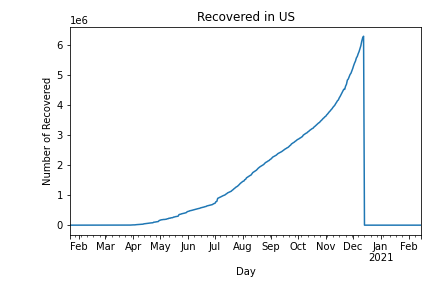 Recovered in US
1e6
6
5
4
3
2
1
0
Number of Recovered
Feb Mar Apr May Jun Jul Aug Sep Oct Nov Dec Jan Feb
2021
Day